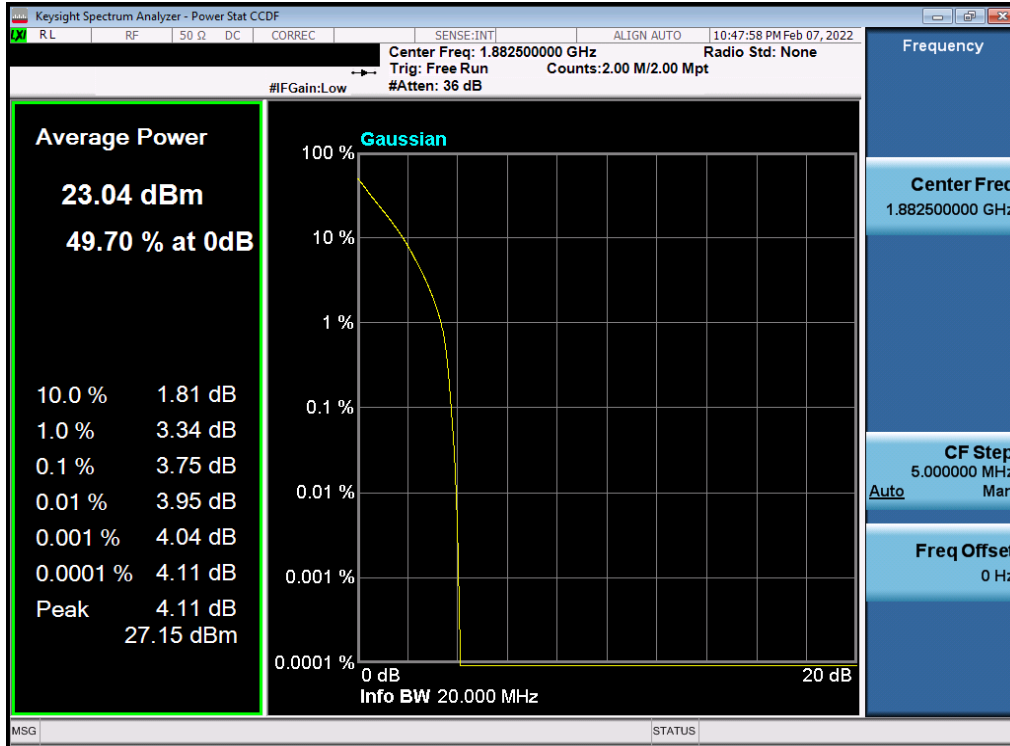 Keysight Spectrum Analyzer - Power Stat CCDF
LXI RL RF 50 Ω DC CORREC SENSE:INT ALIGN AUTO 10:47:58 PM Feb 07, 2022
Center Freq: 1.882500000 GHz Radio Std: None
Trig: Free Run Counts:2.00 M/2.00 Mpt
#IFGain:Low #Atten: 36 dB
Frequency
Average Power
23.04 dBm
49.70 % at 0dB
10.0 % 1.81 dB
1.0 % 3.34 dB
0.1 % 3.75 dB
0.01 % 3.95 dB
0.001 % 4.04 dB
0.0001 % 4.11 dB
Peak 4.11 dB
27.15 dBm
Gaussian
100 %
10 %
1 %
0.1 %
0.01 %
0.001 %
0.0001 %
0 dB 20 dB
Info BW 20.000 MHz
Center Freq
1.882500000 GHz
CF Step
5.000000 MHz
Auto Man
Freq Offset
0 Hz
MSG STATUS